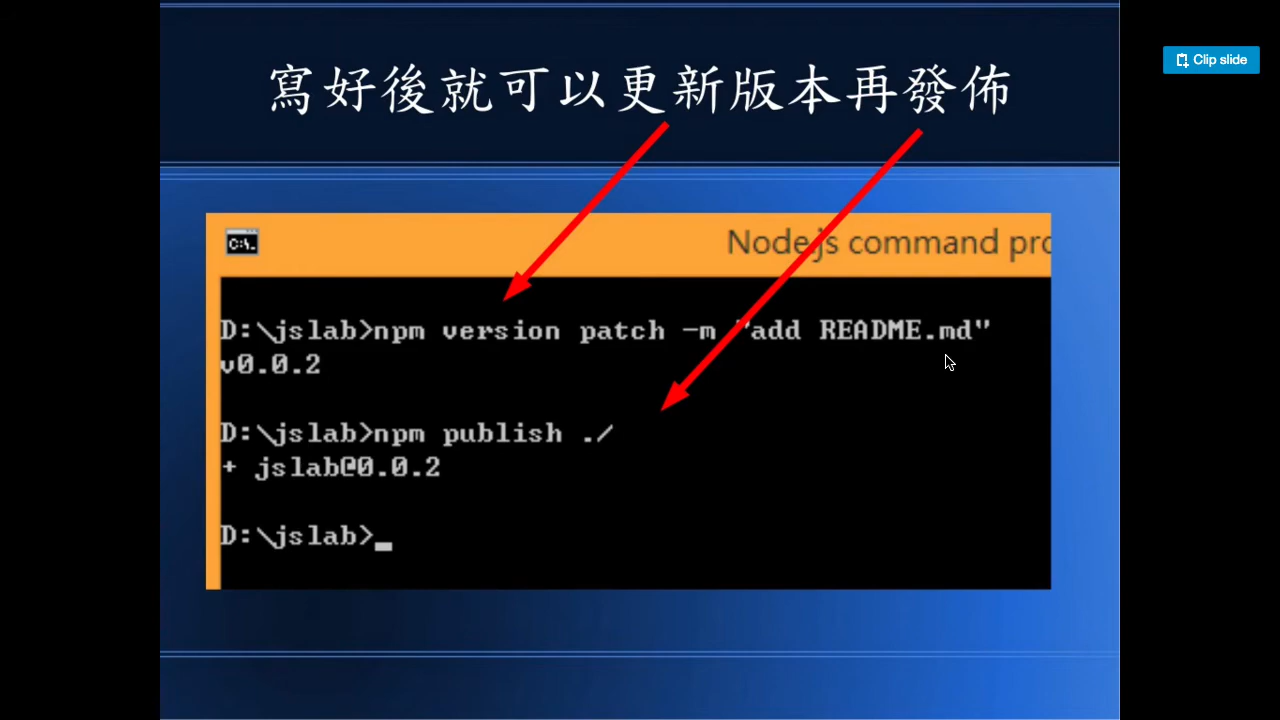 寫好後就可以更新版本再發佈
Clip slide
C:\.
Node.js command pro
D:\jslab>npm version patch -m "add README.md"
v0.0.2
D:\jslab>npm publish ./
+ jslab@0.0.2
D:\jslab>_